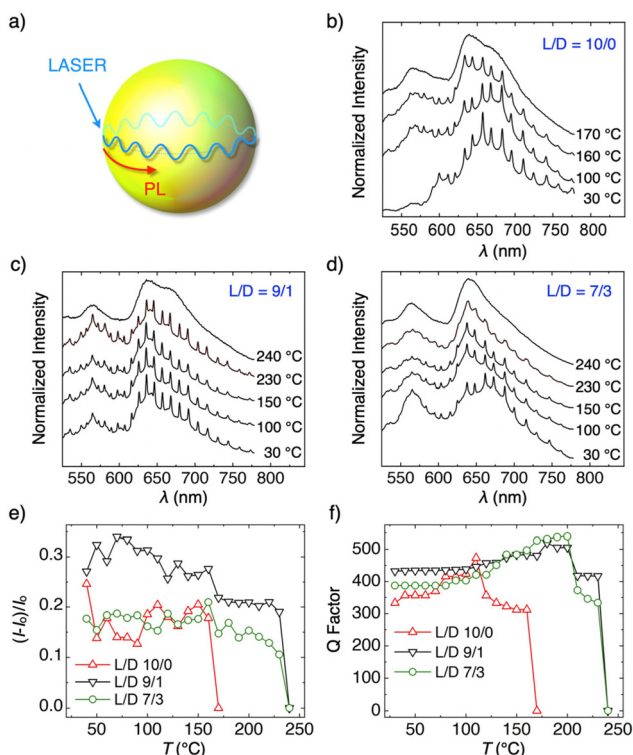 a)
LASER
PL
b)
L/D = 10/0
Normalized Intensity
170 °C
160 °C
100 °C
30 °C
550 600 650 700 750 800
λ (nm)
c)
L/D = 9/1
Normalized Intensity
240 °C
230 °C
150 °C
100 °C
30 °C
550 600 650 700 750 800
λ (nm)
d)
L/D = 7/3
Normalized Intensity
240 °C
230 °C
150 °C
100 °C
30 °C
550 600 650 700 750 800
λ (nm)
e)
(I-I₀)/I₀
0.3
0.2
0.1
0.0
L/D 10/0
L/D 9/1
L/D 7/3
50 100 150 200 250
T (°C)
f)
Q Factor
500
400
300
200
100
0
L/D 10/0
L/D 9/1
L/D 7/3
50 100 150 200 250
T (°C)